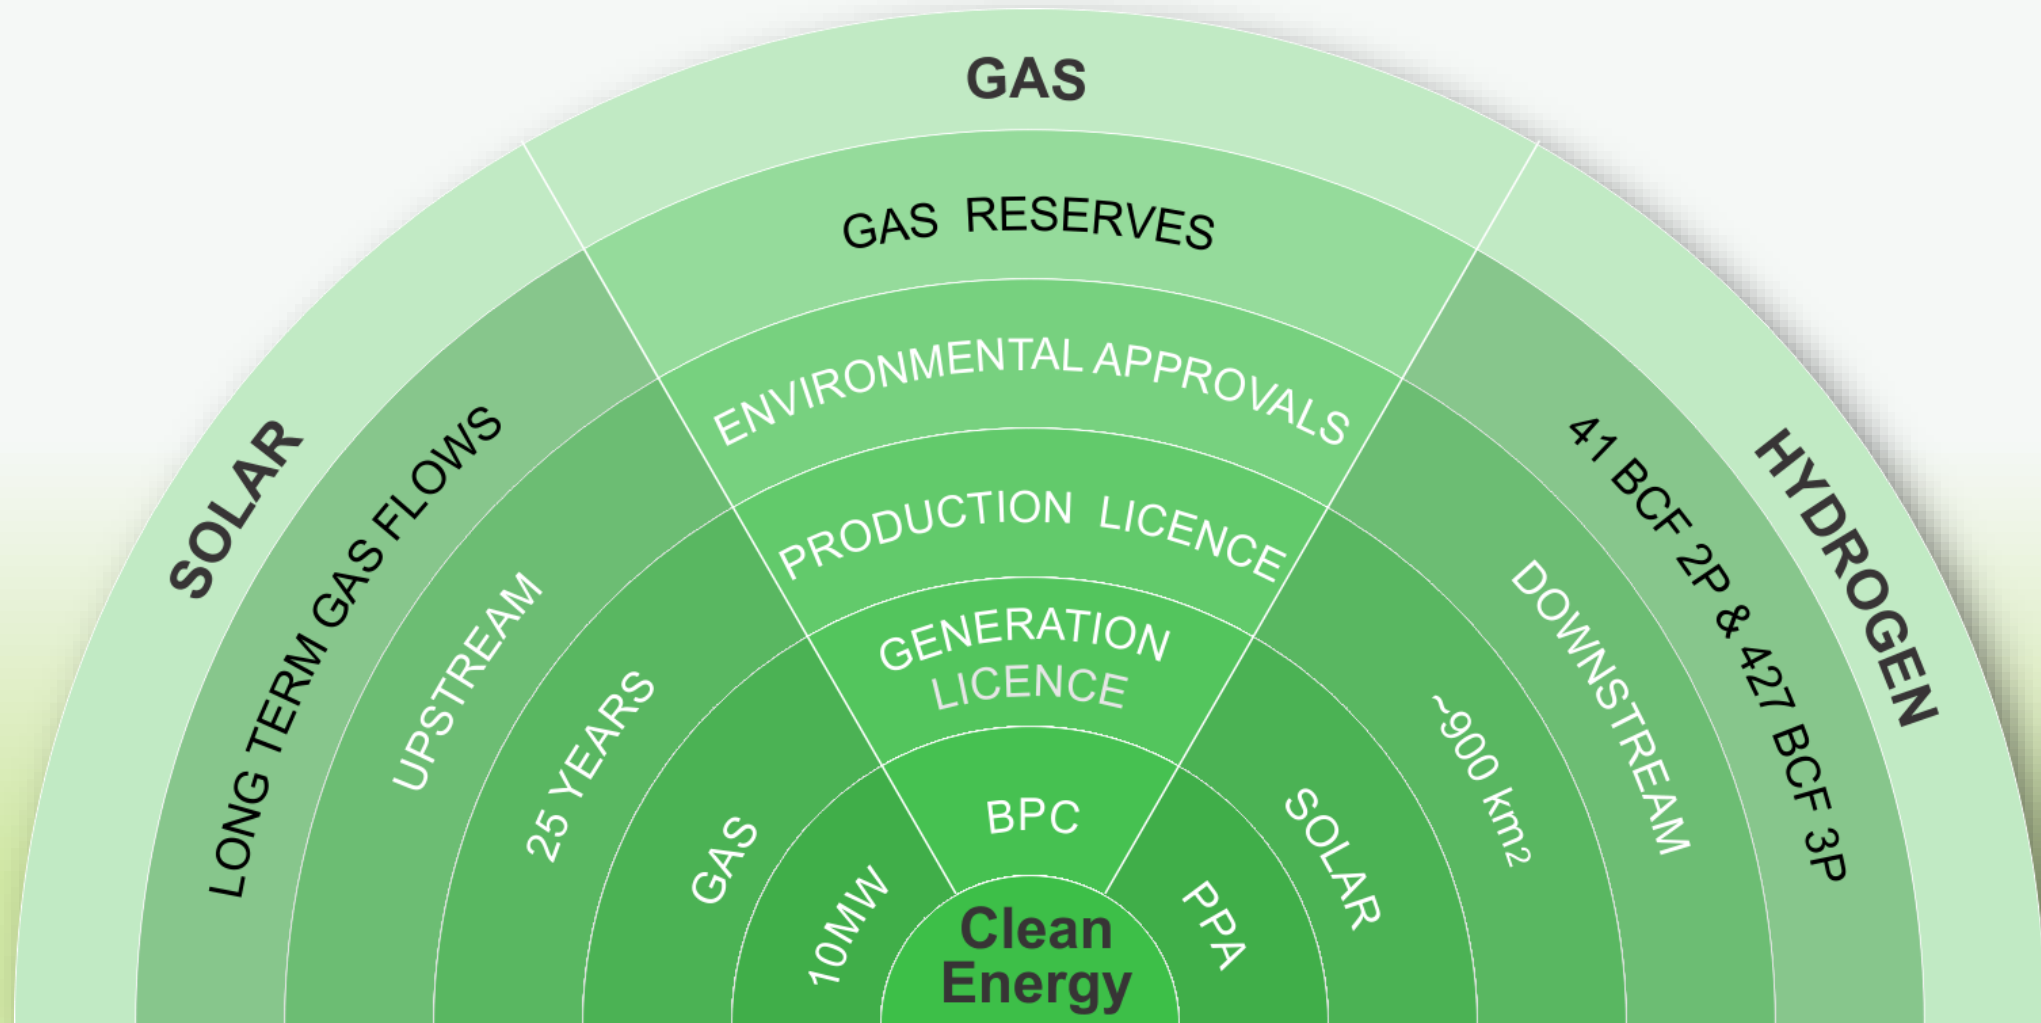 GAS
SOLAR
HYDROGEN
GAS RESERVES
LONG TERM GAS FLOWS
41 BCF 2P & 427 BCF 3P
ENVIRONMENTAL APPROVALS
UPSTREAM
DOWNSTREAM
PRODUCTION LICENCE
25 YEARS
~900 km2
GENERATION
LICENCE
GAS
SOLAR
BPC
10MW
PPA
Clean
Energy